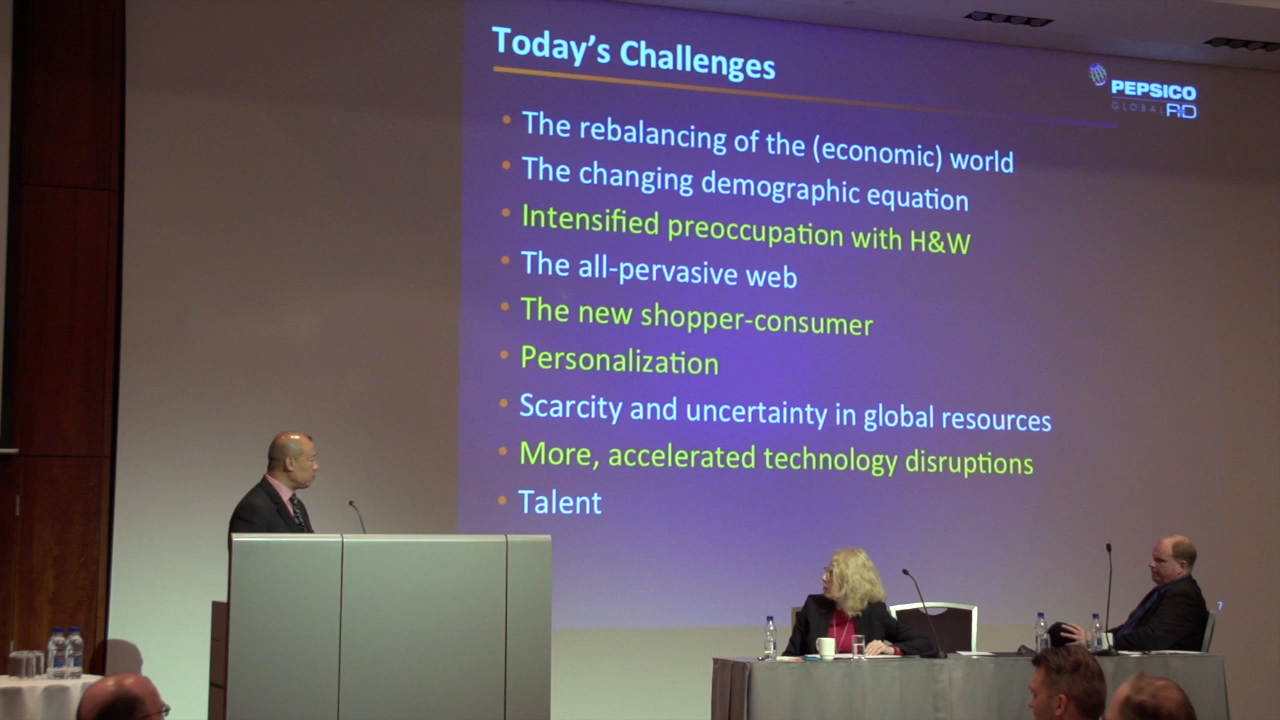 Today's Challenges
PEPSICO
GLOBAL R&D
• The rebalancing of the (economic) world
• The changing demographic equation
• Intensified preoccupation with H&W
• The all-pervasive web
• The new shopper-consumer
• Personalization
• Scarcity and uncertainty in global resources
• More, accelerated technology disruptions
• Talent
7